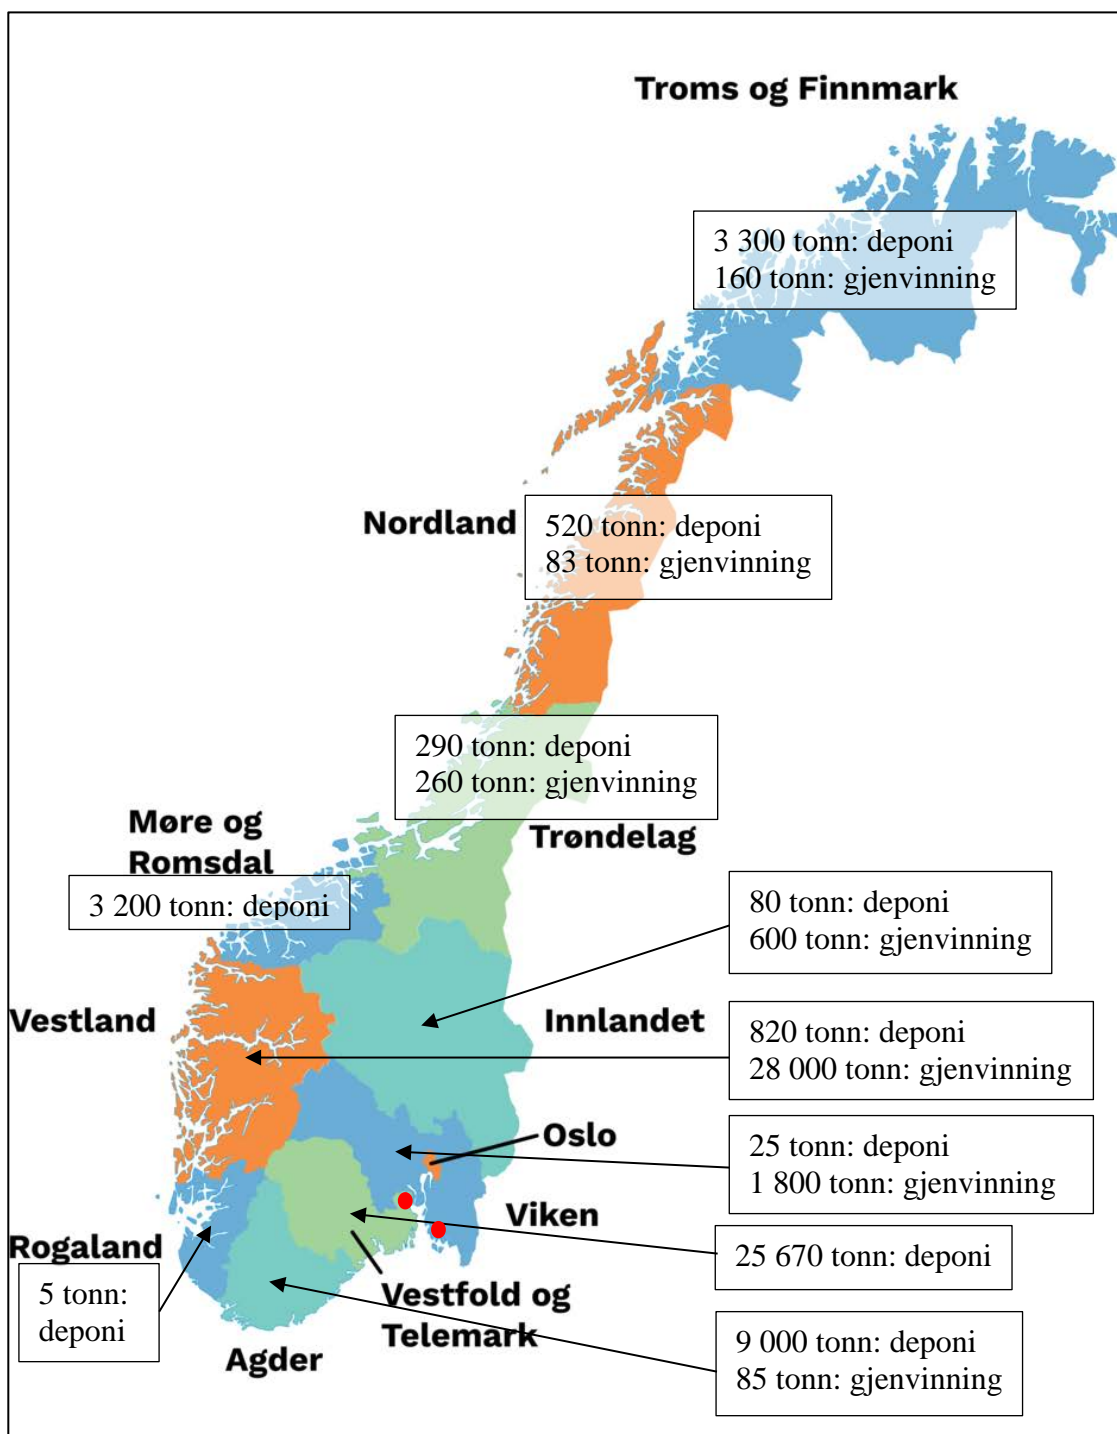 Troms og Finnmark
3 300 tonn: deponi
160 tonn: gjenvinning
Nordland
520 tonn: deponi
83 tonn: gjenvinning
290 tonn: deponi
260 tonn: gjenvinning
Trøndelag
Møre og
Romsdal
3 200 tonn: deponi
80 tonn: deponi
600 tonn: gjenvinning
Vestland
Innlandet
820 tonn: deponi
28 000 tonn: gjenvinning
Oslo
25 tonn: deponi
1 800 tonn: gjenvinning
Viken
Rogaland
25 670 tonn: deponi
5 tonn:
deponi
Vestfold og
Telemark
Agder
9 000 tonn: deponi
85 tonn: gjenvinning